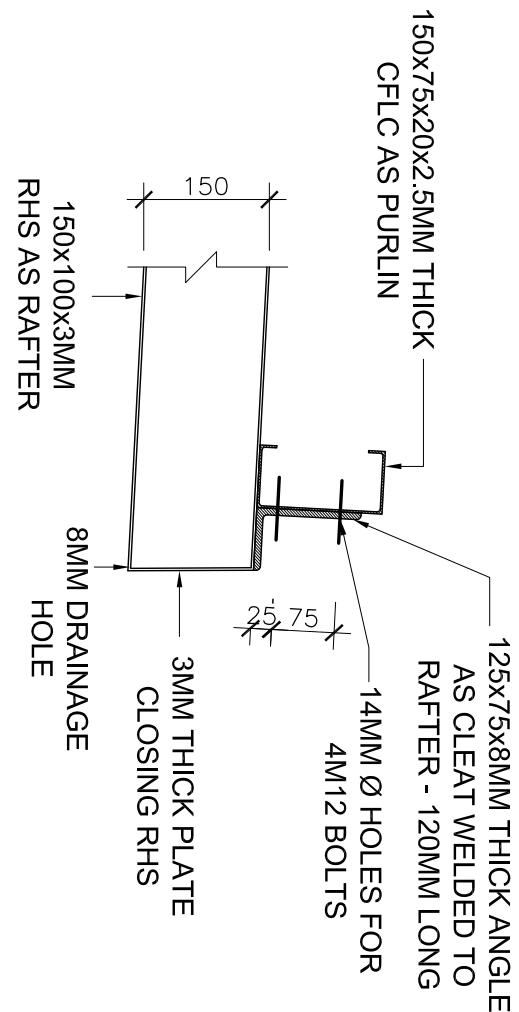 150x75x20x2.5MM THICK
CFLC AS PURLIN
125x75x8MM THICK ANGLE
AS CLEAT WELDED TO
RAFTER - 120MM LONG
14MM Ø HOLES FOR
4M12 BOLTS
150
25 75
3MM THICK PLATE
CLOSING RHS
150x100x3MM
RHS AS RAFTER
8MM DRAINAGE
HOLE